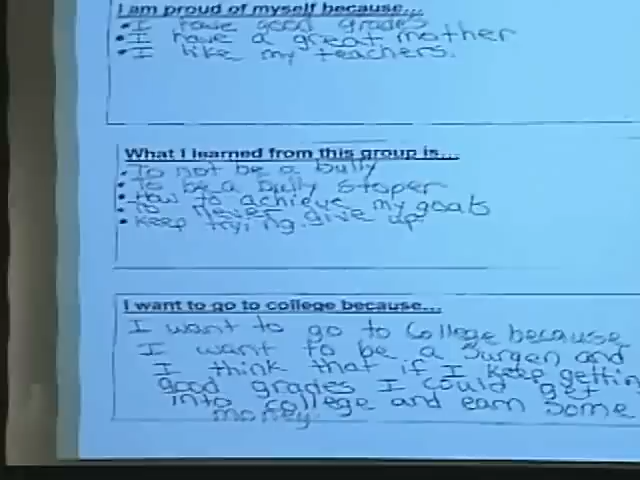 I am proud of myself because...
• I have good grades
• I have a great mother
• I like my teachers.
What I learned from this group is...
• To not be a bully
• To be a bully stoper
• How to achieve my goals
• To never give up
• Keep trying.
I want to go to college because...
I want to go to college because
I want to be a Surgen and
I think that if I keep gettin
good grades I could get
into college and earn some
money.